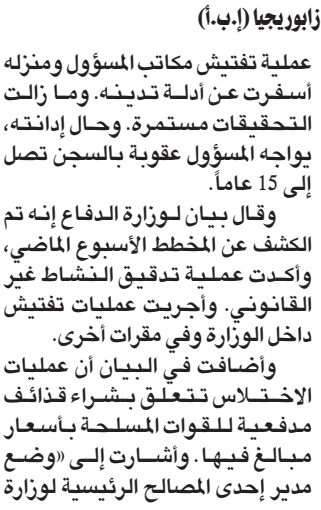 زابوريجيا (إ.ب.أ)
عملية تفتيش مكاتب المسؤول ومنزله
أسفرت عن أدلة تدينه. وما زالت
التحقيقات مستمرة. وحال إدانته،
يواجه المسؤول عقوبة بالسجن تصل
إلى 15 عاماً.
وقال بيان لوزارة الدفاع إنه تم
الكشف عن المخطط الأسبوع الماضي،
وأكدت عملية تدقيق النشاط غير
القانوني. وأجريت عمليات تفتيش
داخل الوزارة وفي مقرات أخرى.
وأضافت في البيان أن عمليات
الاختلاس تتعلق بشراء قذائف
مدفعية للقوات المسلحة بأسعار
مبالغ فيها. وأشارت إلى «وضع
مدير إحدى المصالح الرئيسية لوزارة